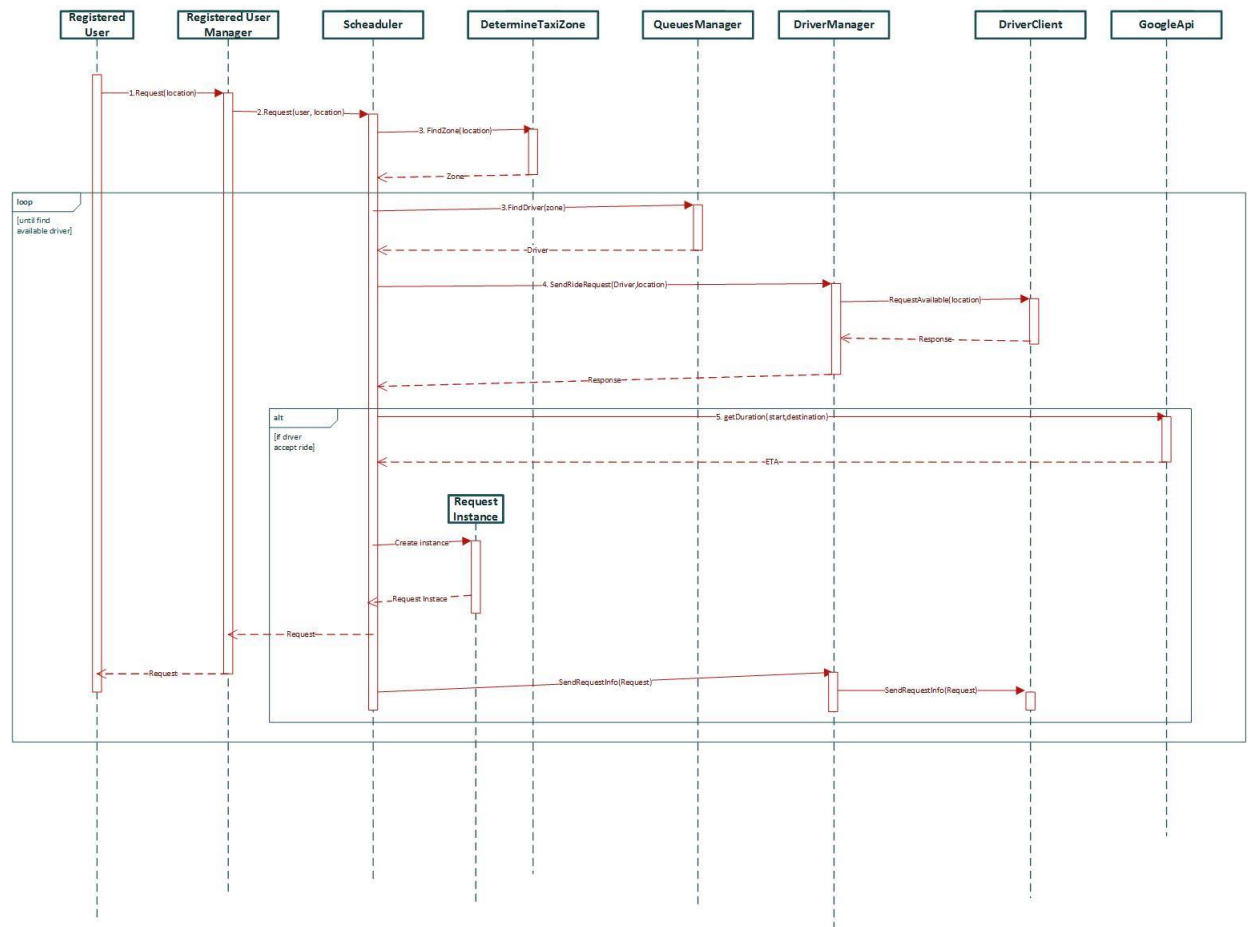 Registered
User
Registered User
Manager
Scheaduler
DetermineTaxiZone
QueuesManager
DriverManager
DriverClient
GoogleApi
1.Request(location)
2.Request(user, location)
3. FindZone(location)
Zone
loop
[until find
available driver]
3.FindDriver(zone)
Driver
4. SendRideRequest(Driver,location)
RequestAvailable(location)
Response
Response
alt
[if drver
accept ride]
5. getDuration(start,destination)
ETA
Request
Instance
Create instance
Request Instace
Request
Request
SendRequestInfo(Request)
SendRequestInfo(Request)